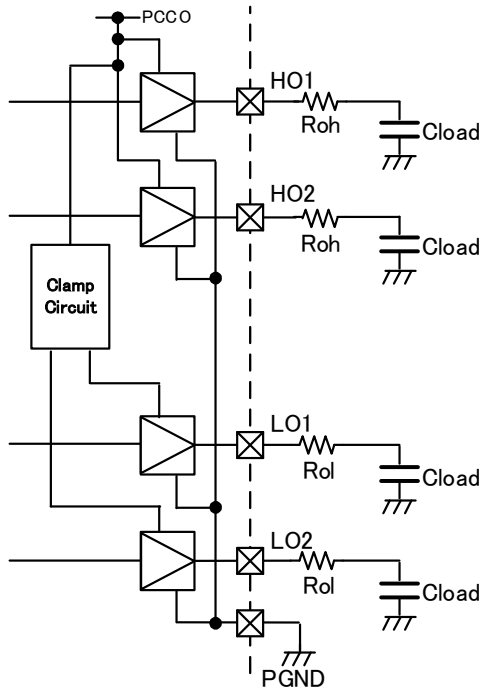 PCCO
HO1
Roh
Cload
HO2
Roh
Cload
Clamp
Circuit
LO1
Rol
Cload
LO2
Rol
Cload
PGND